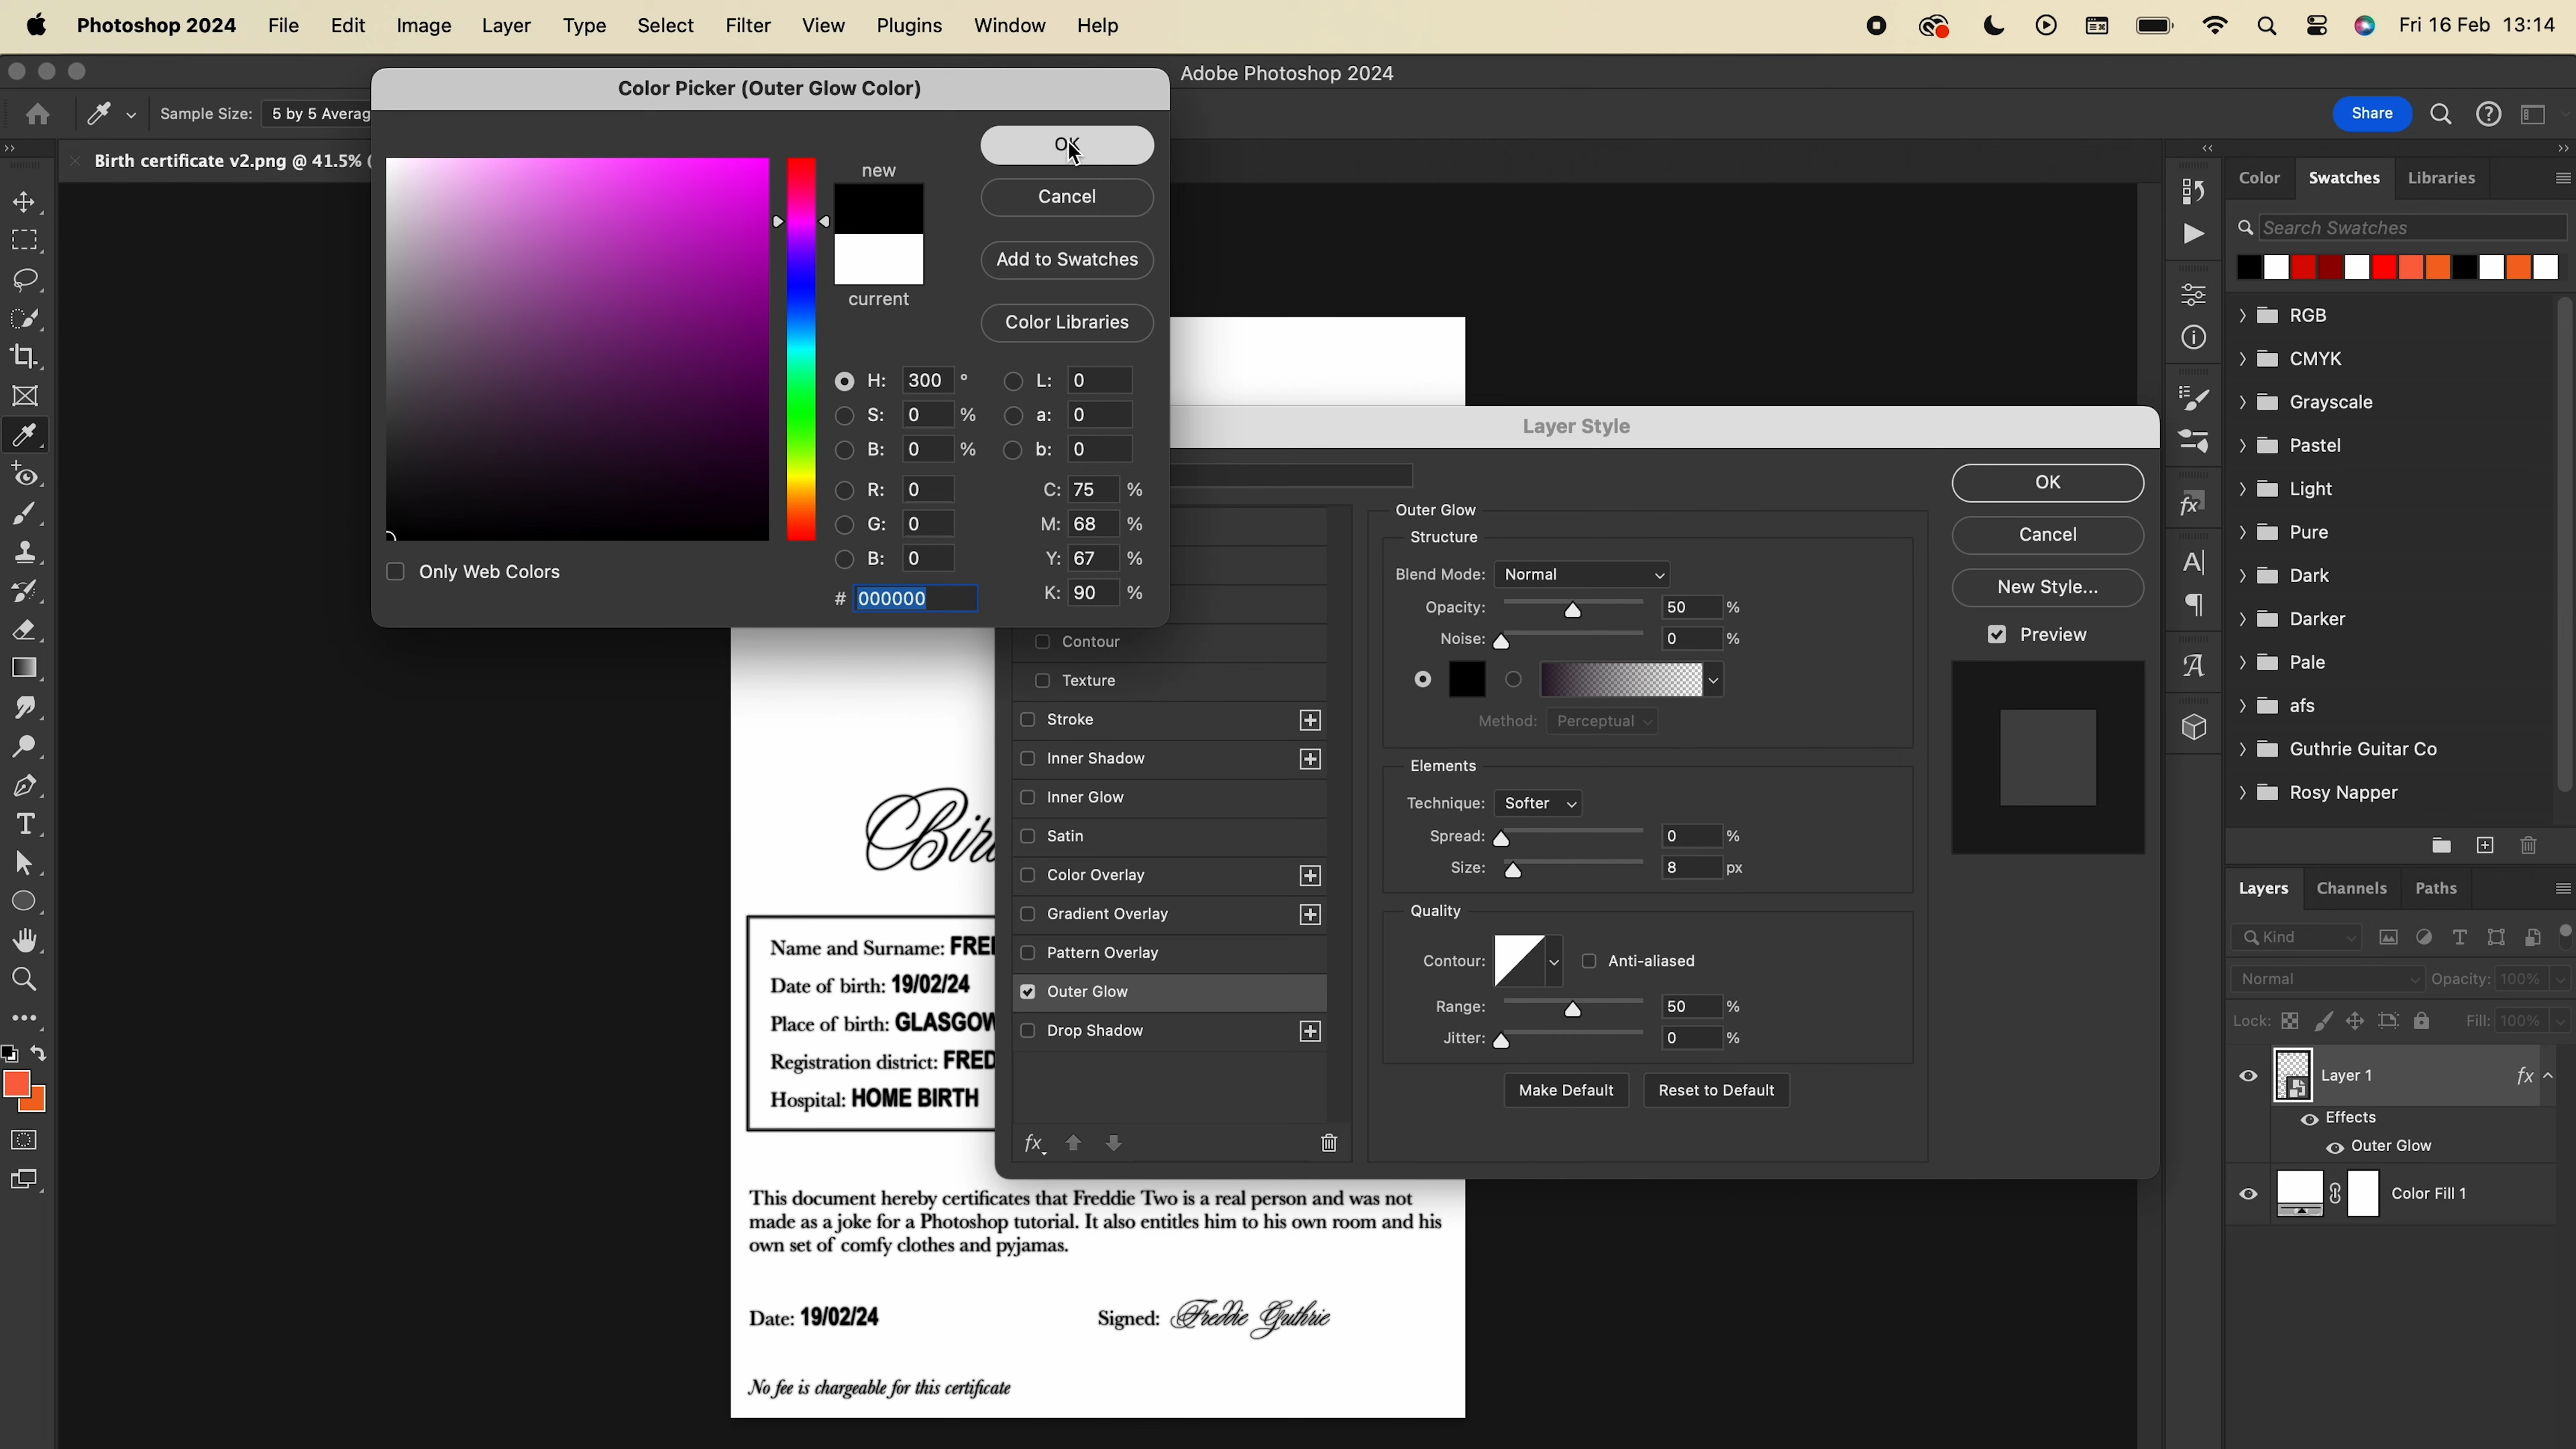 Photoshop 2024 File Edit Image Layer Type Select Filter View Plugins Window Help Fri 16 Feb 13:14
Adobe Photoshop 2024
Sample Size: 5 by 5 Averag
Share
Birth certificate v2.png @ 41.5% (
Color Picker (Outer Glow Color)
OK
new
Cancel
Add to Swatches
current
Color Libraries
H: 300 ° L: 0
S: 0 % a: 0
B: 0 % b: 0
R: 0 C: 75 %
G: 0 M: 68 %
B: 0 Y: 67 %
Only Web Colors
# 000000 K: 90 %
Layer Style
Contour
Texture
Stroke
Inner Shadow
Inner Glow
Satin
Color Overlay
Gradient Overlay
Pattern Overlay
Outer Glow
Drop Shadow
fx
Outer Glow
Structure
Blend Mode: Normal
Opacity: 50 %
Noise: 0 %
Method: Perceptual
Elements
Technique: Softer
Spread: 0 %
Size: 8 px
Quality
Contour: Anti-aliased
Range: 50 %
Jitter: 0 %
Make Default Reset to Default
OK
Cancel
New Style...
Preview
Name and Surname: FRE
Date of birth: 19/02/24
Place of birth: GLASGOW
Registration district: FRED
Hospital: HOME BIRTH
This document hereby certificates that Freddie Two is a real person and was not
made as a joke for a Photoshop tutorial. It also entitles him to his own room and his
own set of comfy clothes and pyjamas.
Date: 19/02/24 Signed: Freddie Guthrie
No fee is chargeable for this certificate
Color Swatches Libraries
Search Swatches
RGB
CMYK
Grayscale
Pastel
Light
Pure
Dark
Darker
Pale
afs
Guthrie Guitar Co
Rosy Napper
Layers Channels Paths
Kind
Normal Opacity: 100%
Lock: Fill: 100%
Layer 1 fx
Effects
Outer Glow
Color Fill 1